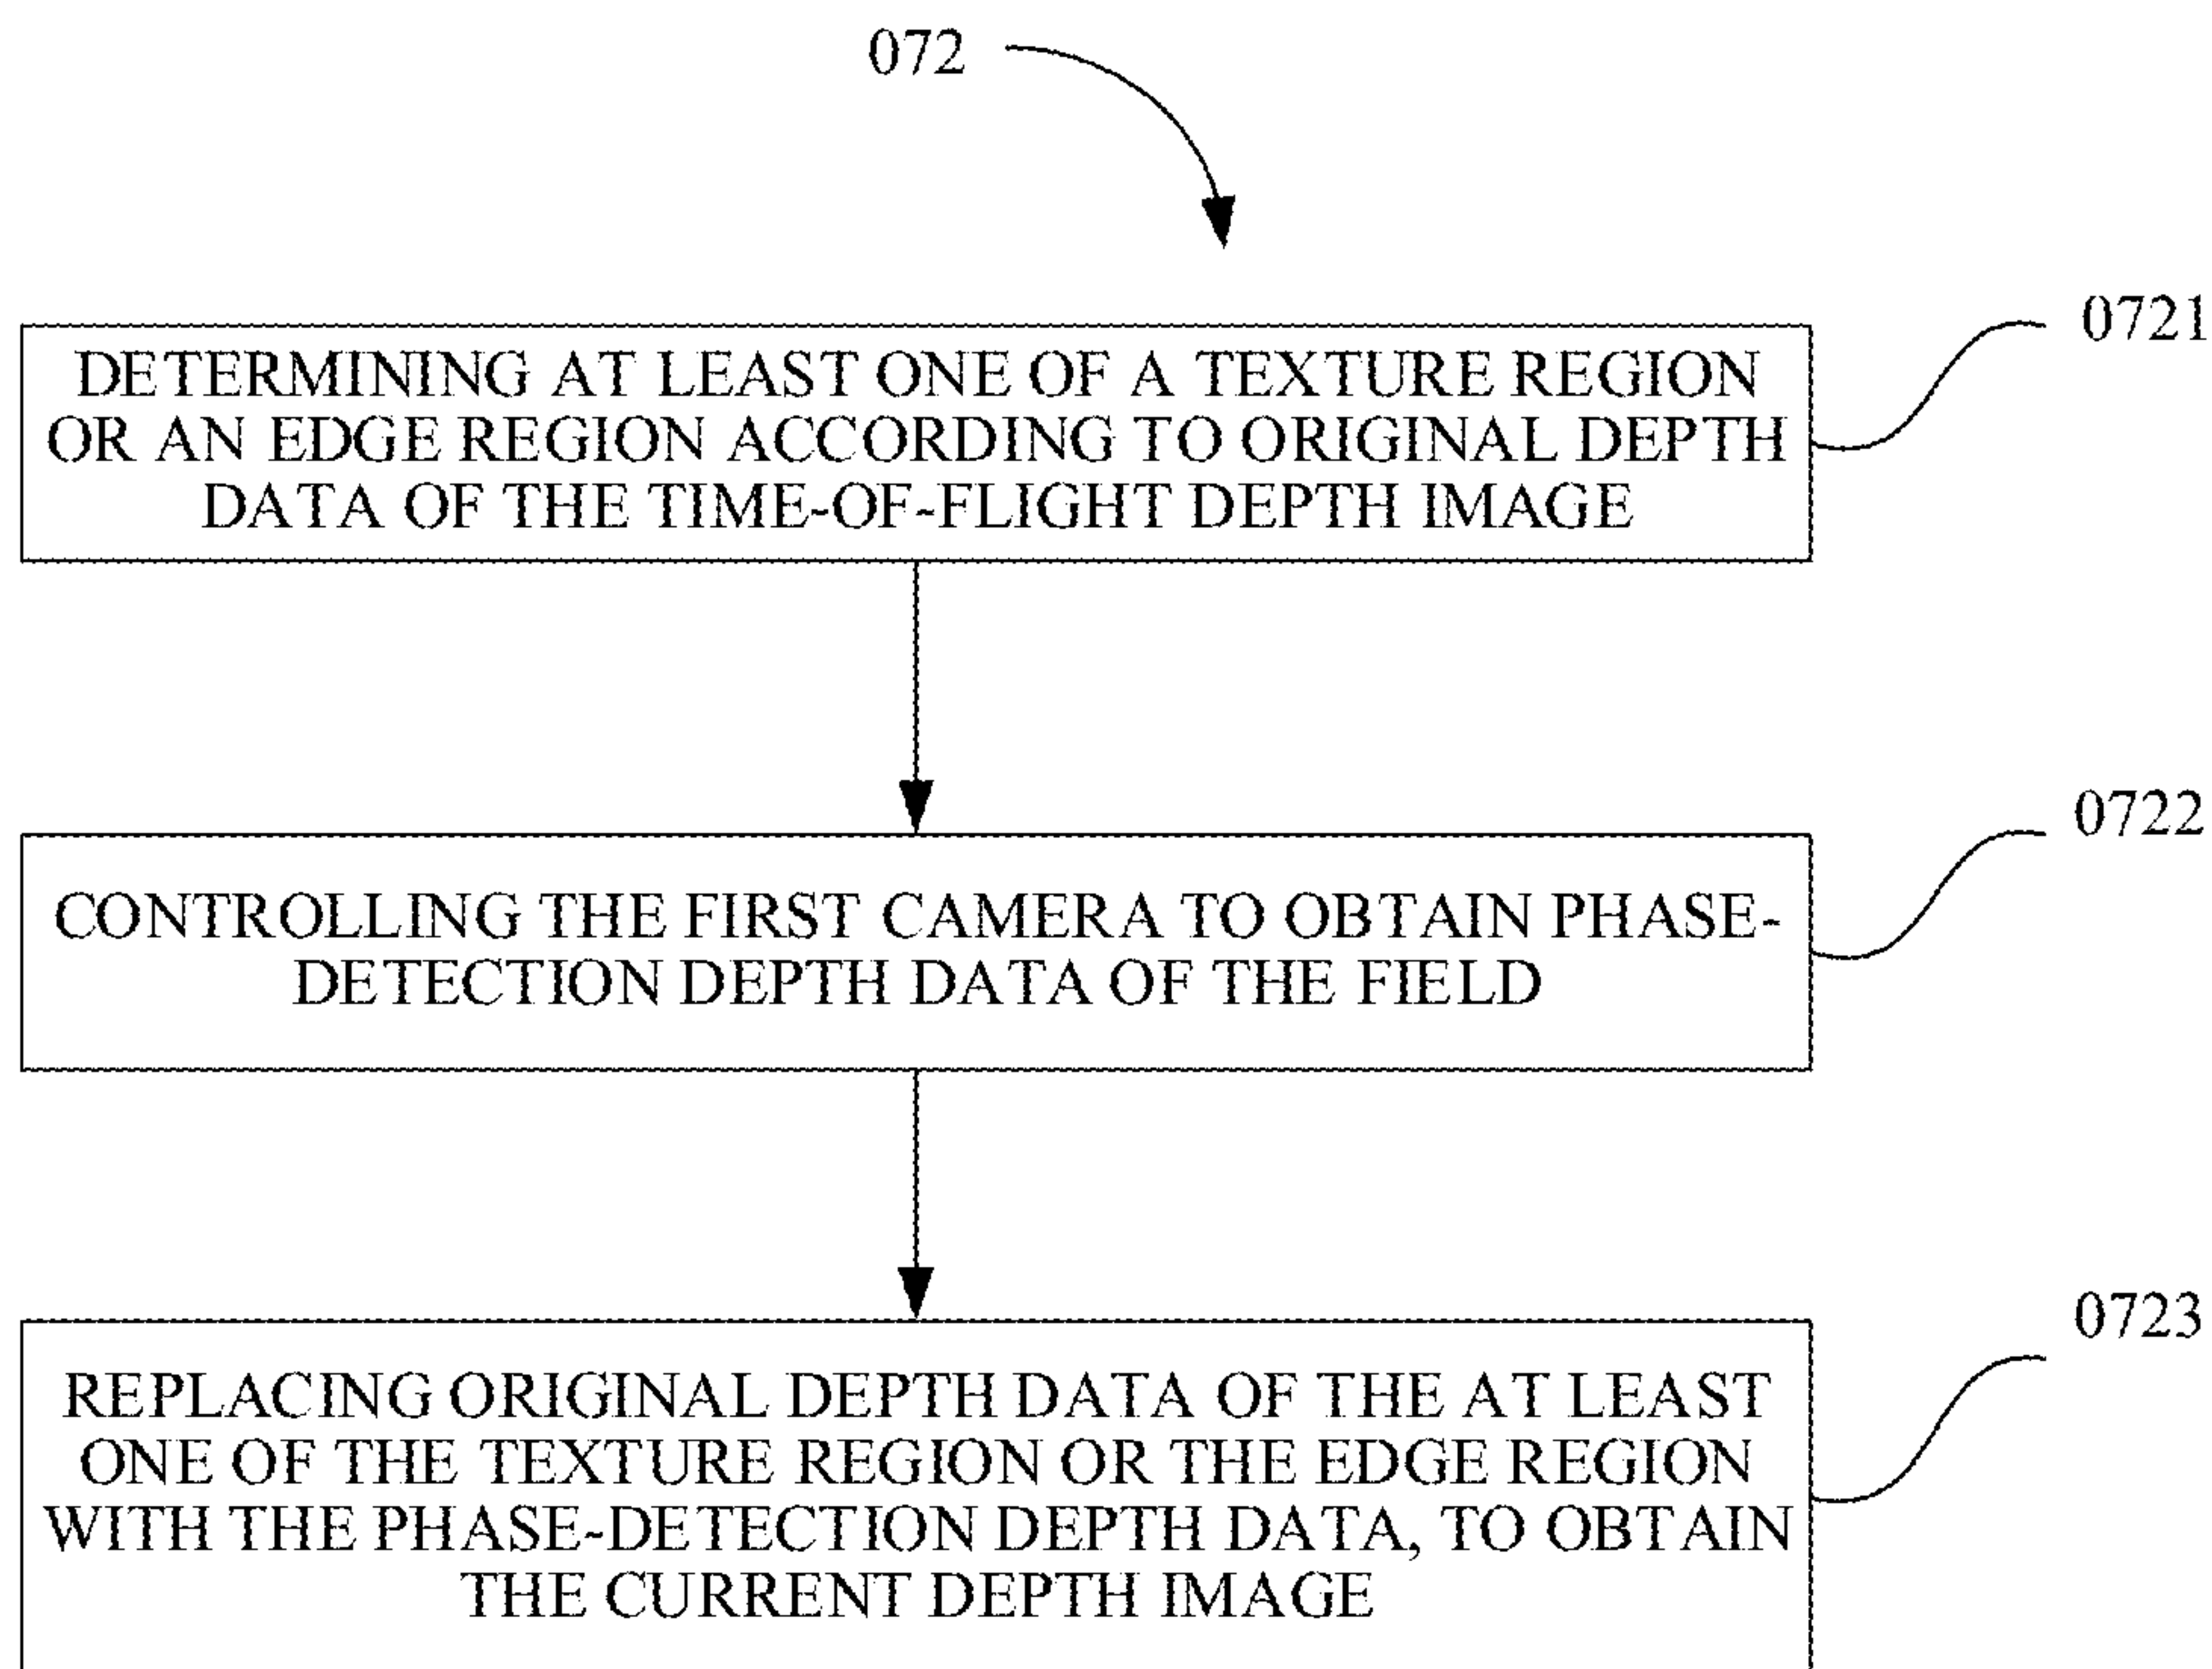 072
0721
DETERMINING AT LEAST ONE OF A TEXTURE REGION
OR AN EDGE REGION ACCORDING TO ORIGINAL DEPTH
DATA OF THE TIME-OF-FLIGHT DEPTH IMAGE
0722
CONTROLLING THE FIRST CAMERA TO OBTAIN PHASE-
DETECTION DEPTH DATA OF THE FIELD
0723
REPLACING ORIGINAL DEPTH DATA OF THE AT LEAST
ONE OF THE TEXTURE REGION OR THE EDGE REGION
WITH THE PHASE-DETECTION DEPTH DATA, TO OBTAIN
THE CURRENT DEPTH IMAGE